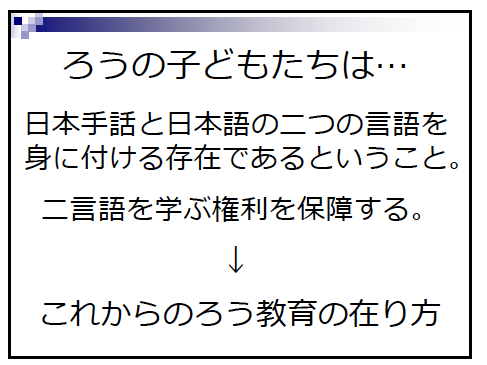 ろうの子どもたちは…
日本手話と日本語の二つの言語を
身に付ける存在であるということ。
二言語を学ぶ権利を保障する。
↓
これからのろう教育の在り方